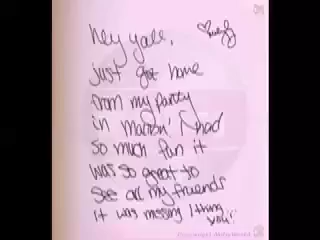 hey yall,
just got home
from my party
in malibu' I had
so much fun it
was so great to
see all my friends
it was missing 1 thing
you!'